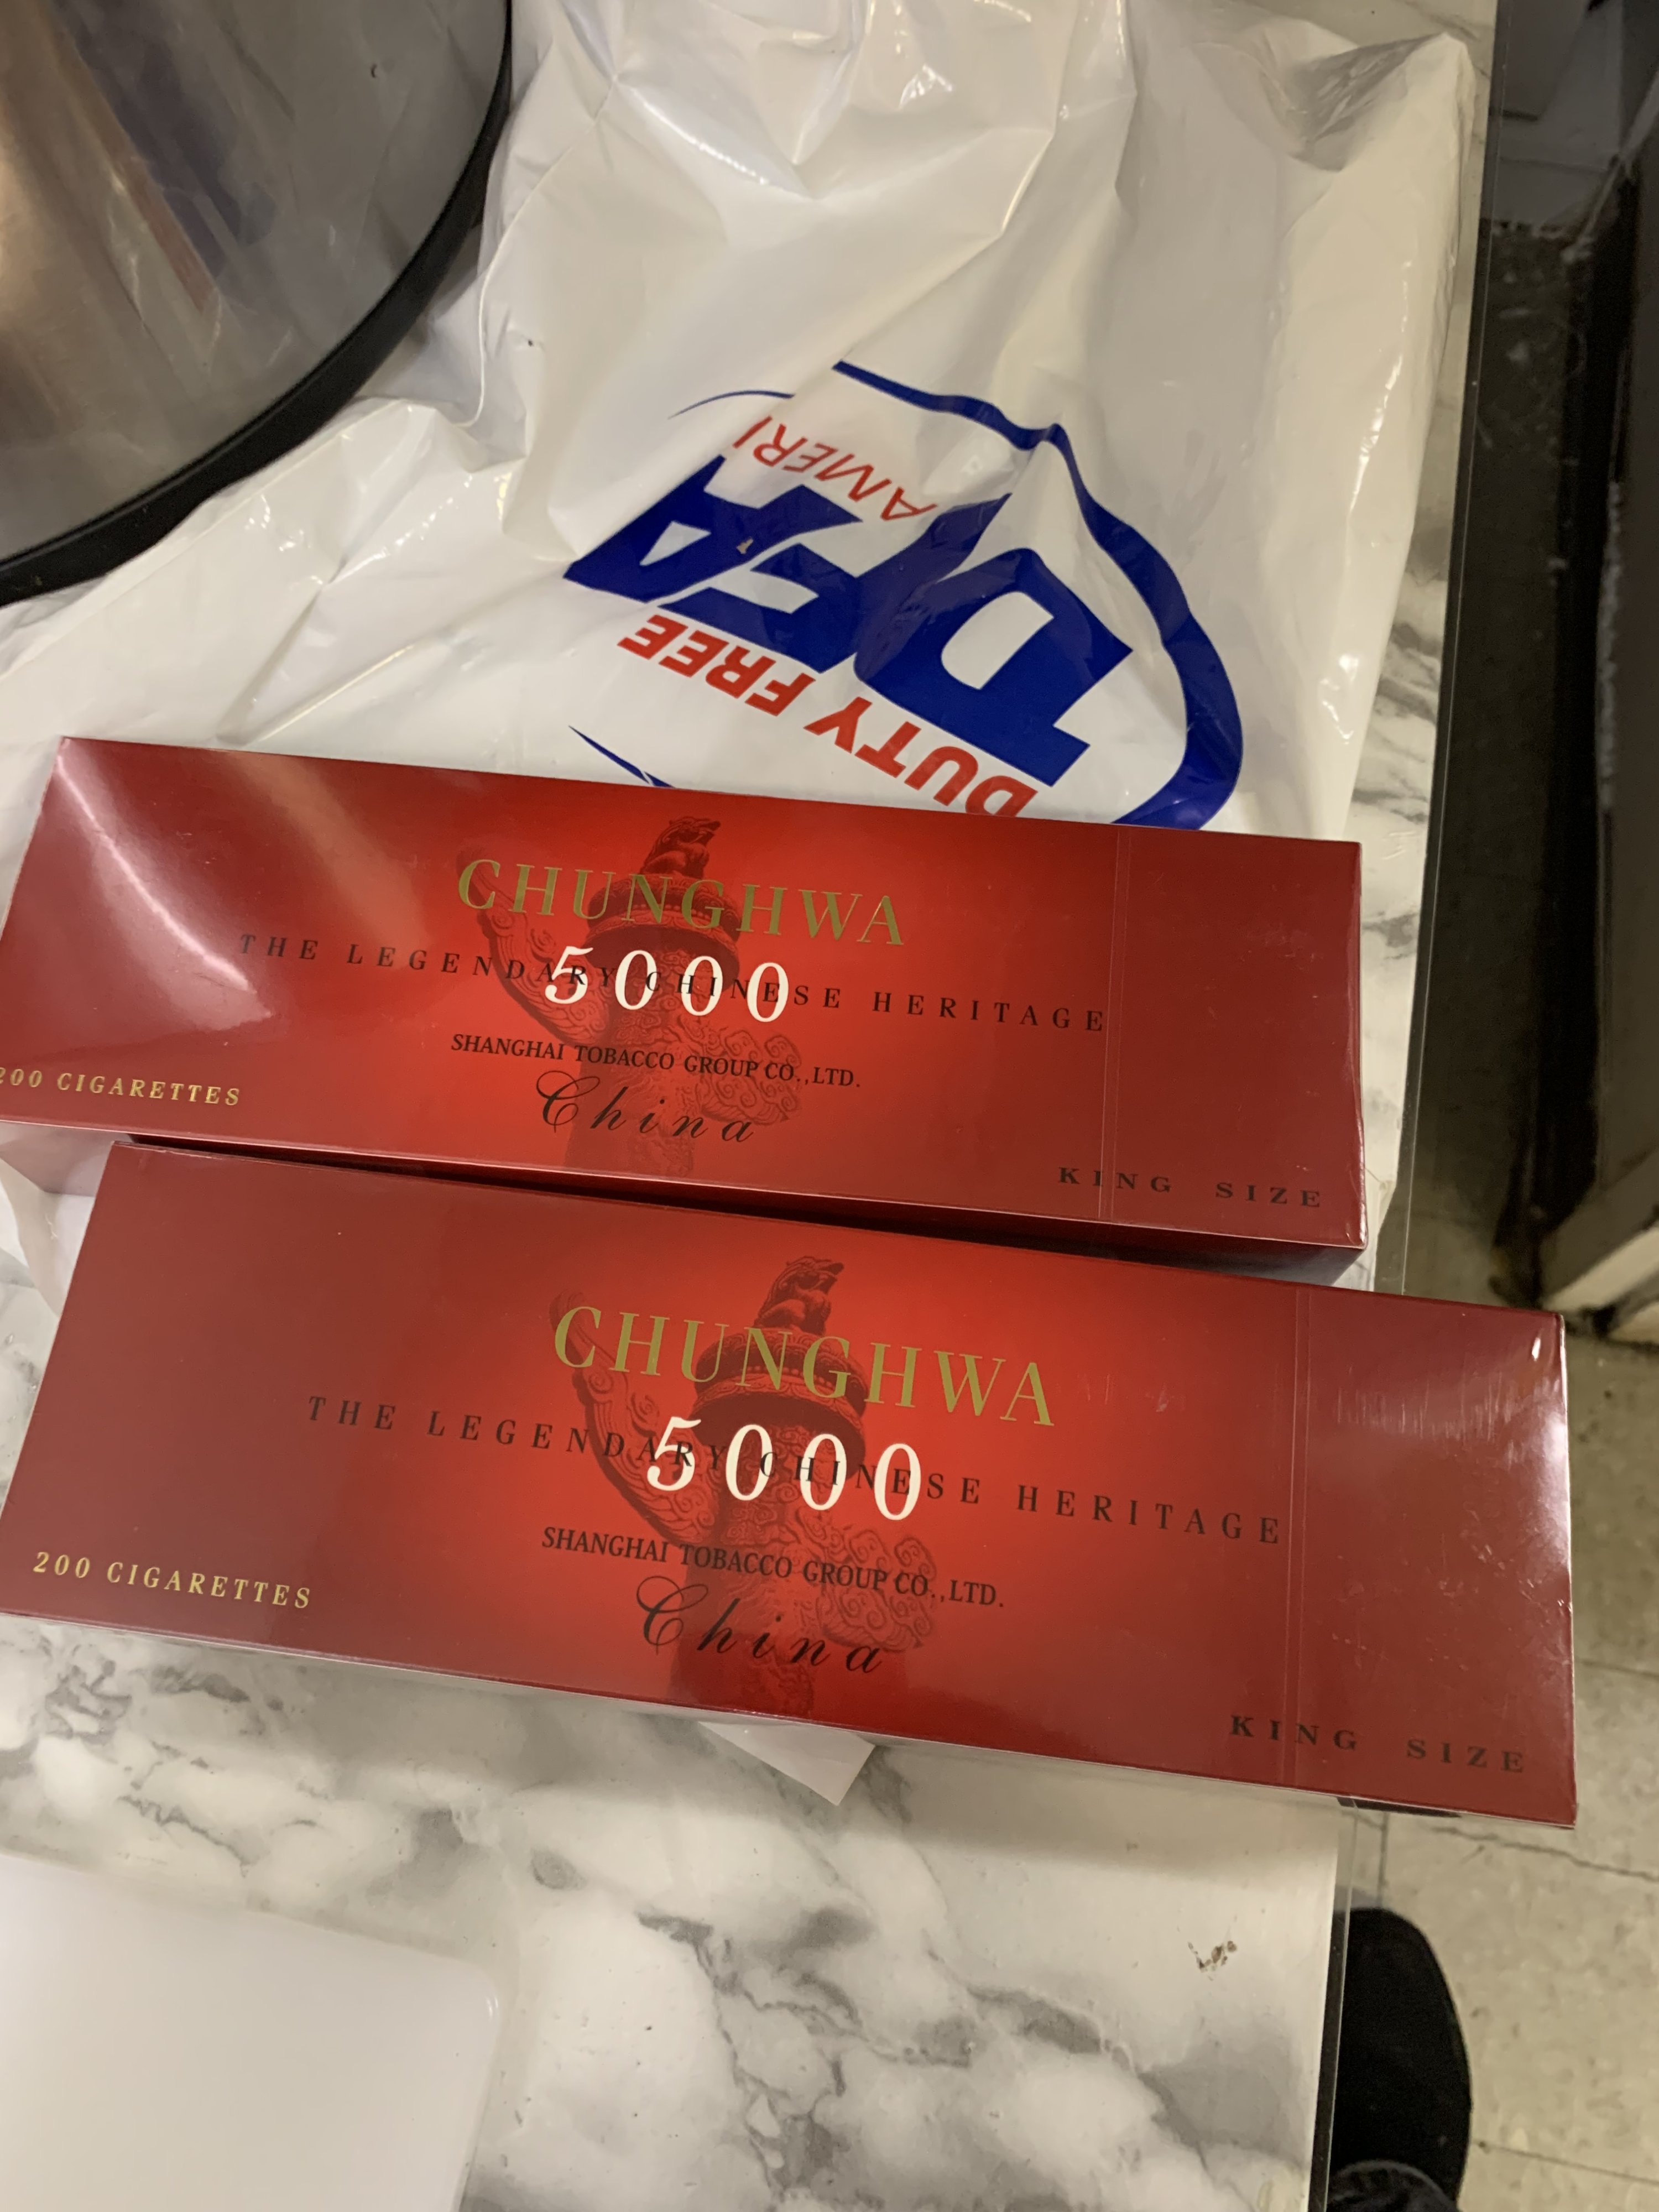 DUTY FREE
DFA
AMERI
CHUNGHWA
THE LEGENDARY CHINESE HERITAGE
5000
SHANGHAI TOBACCO GROUP CO.,LTD.
China
200 CIGARETTES
KING SIZE
CHUNGHWA
THE LEGENDARY CHINESE HERITAGE
5000
SHANGHAI TOBACCO GROUP CO.,LTD.
China
200 CIGARETTES
KING SIZE